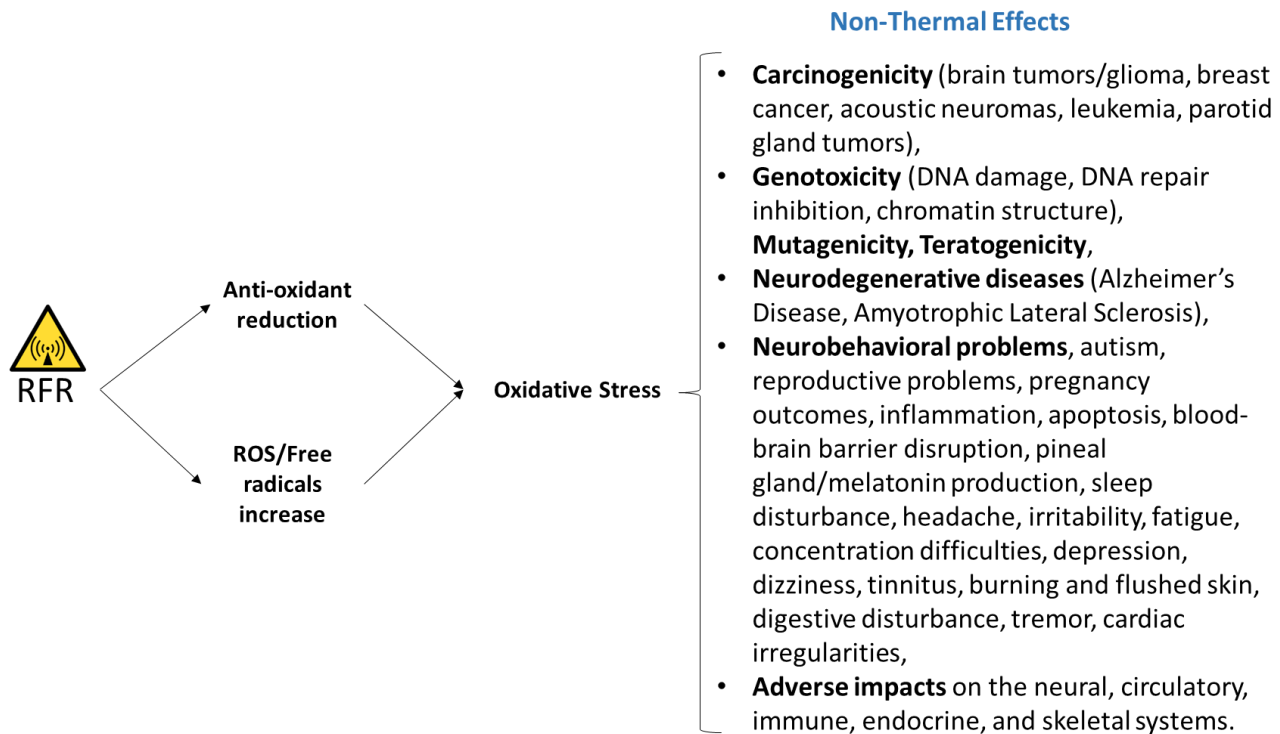 Non-Thermal Effects
• Carcinogenicity (brain tumors/glioma, breast
cancer, acoustic neuromas, leukemia, parotid
gland tumors),
• Genotoxicity (DNA damage, DNA repair
inhibition, chromatin structure),
Mutagenicity, Teratogenicity,
• Neurodegenerative diseases (Alzheimer’s
Disease, Amyotrophic Lateral Sclerosis),
• Neurobehavioral problems, autism,
reproductive problems, pregnancy
outcomes, inflammation, apoptosis, blood-
brain barrier disruption, pineal
gland/melatonin production, sleep
disturbance, headache, irritability, fatigue,
concentration difficulties, depression,
dizziness, tinnitus, burning and flushed skin,
digestive disturbance, tremor, cardiac
irregularities,
• Adverse impacts on the neural, circulatory,
immune, endocrine, and skeletal systems.
RFR
Anti-oxidant
reduction
ROS/Free
radicals
increase
Oxidative Stress